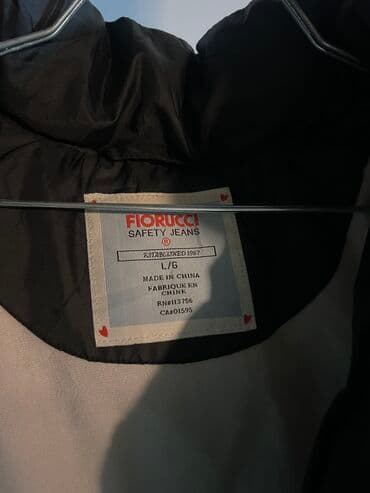 FIORUCCI
SAFETY JEANS
®
ESTABLISHED 1967
L/G
MADE IN CHINA
FABRIQUE EN
CHINE
RN#113756
CA#01595